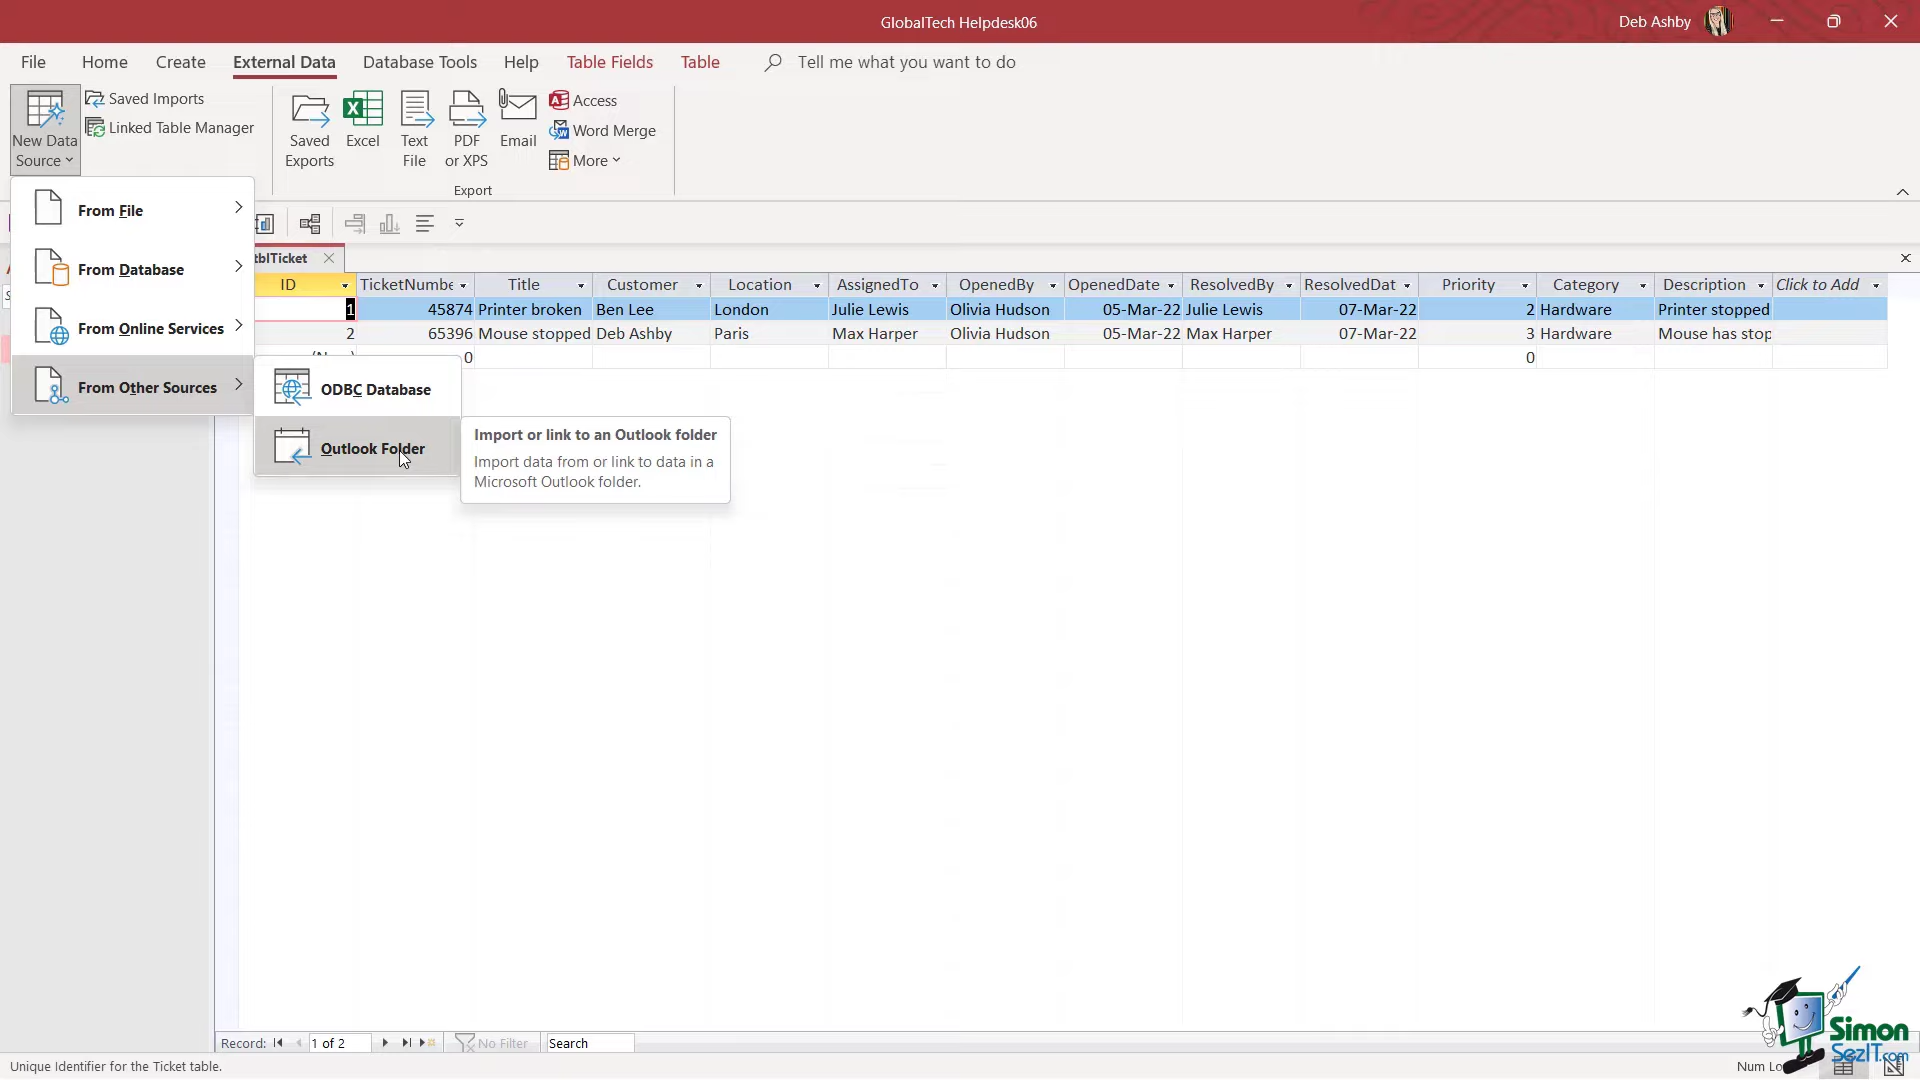 GlobalTech Helpdesk06
Deb Ashby
File Home Create External Data Database Tools Help Table Fields Table Tell me what you want to do
New Data Source
Saved Imports
Linked Table Manager
Saved Exports
Excel
Text File
PDF or XPS
Email
Access
Word Merge
More
Export
From File
From Database
From Online Services
From Other Sources
ODBC Database
Outlook Folder
Import or link to an Outlook folder
Import data from or link to data in a
Microsoft Outlook folder.
tblTicket
ID TicketNumbe Title Customer Location AssignedTo OpenedBy OpenedDate ResolvedBy ResolvedDat Priority Category Description Click to Add
1 45874 Printer broken Ben Lee London Julie Lewis Olivia Hudson 05-Mar-22 Julie Lewis 07-Mar-22 2 Hardware Printer stopped
2 65396 Mouse stopped Deb Ashby Paris Max Harper Olivia Hudson 05-Mar-22 Max Harper 07-Mar-22 3 Hardware Mouse has stop
0 0
Record: 1 of 2 No Filter Search
Unique Identifier for the Ticket table.
Num Lo
Simon
SezIT.com